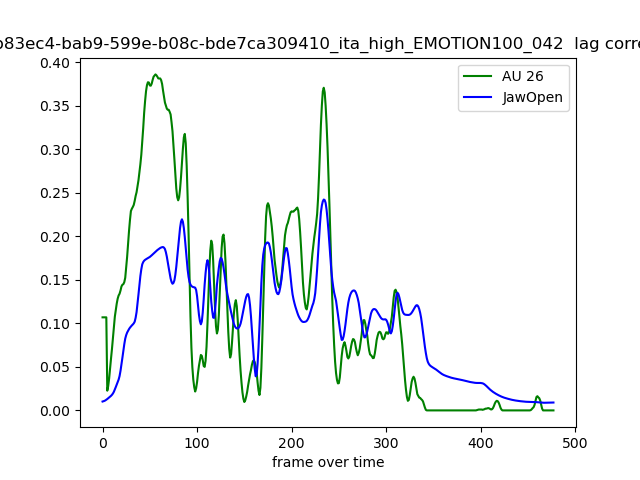 b83ec4-bab9-599e-b08c-bde7ca309410_ita_high_EMOTION100_042 lag corre
0.40
0.35
0.30
0.25
0.20
0.15
0.10
0.05
0.00
AU 26
JawOpen
0 100 200 300 400 500
frame over time